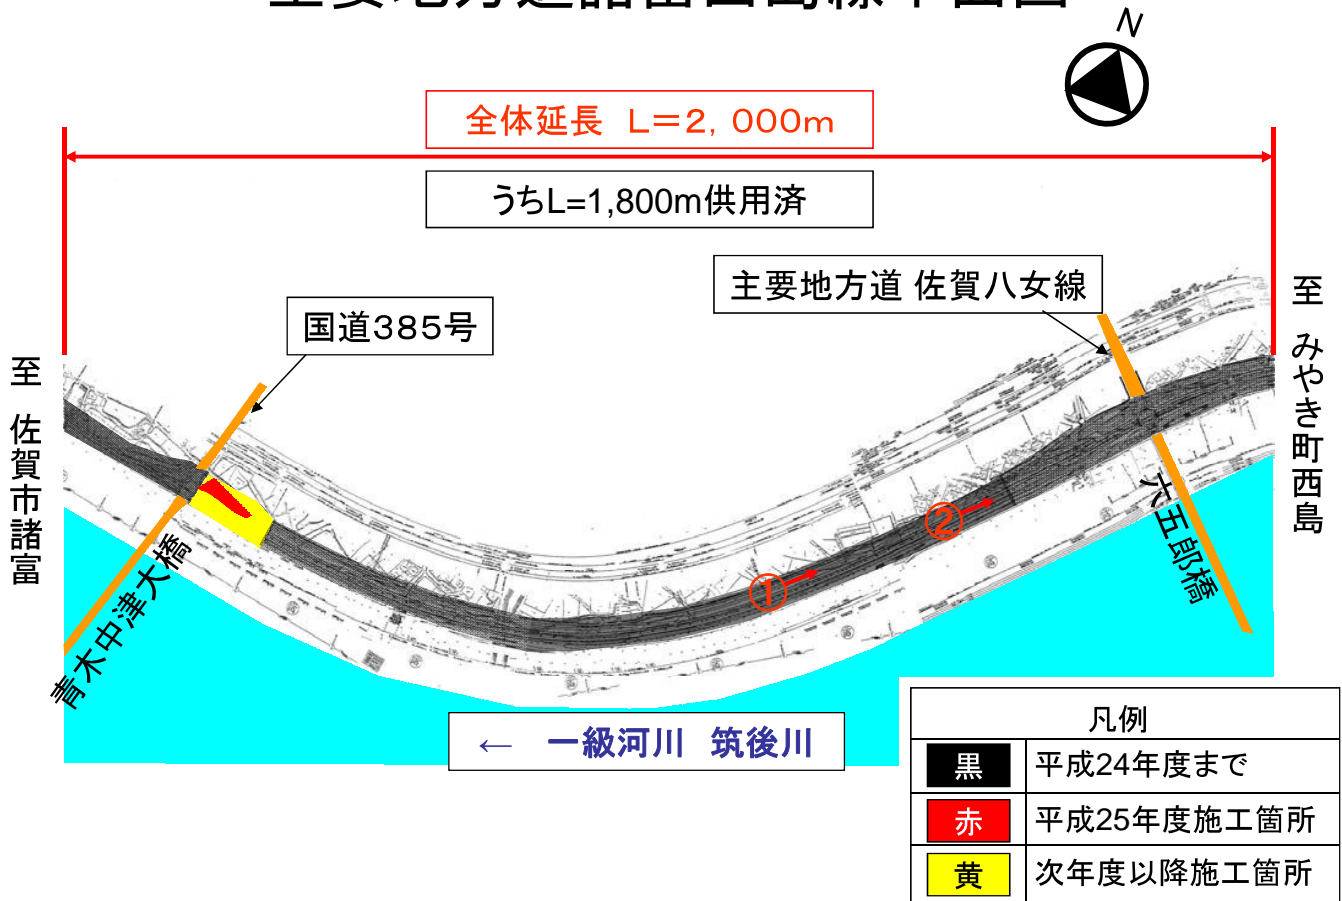 N
全体延長 L＝2，000m
うちL=1,800m供用済
主要地方道 佐賀八女線
国道385号
至 佐賀市諸富
至 みやき町西島
青木中津大橋
六五郎橋
①
②
← 一級河川 筑後川
凡例
黒 平成24年度まで
赤 平成25年度施工箇所
黄 次年度以降施工箇所